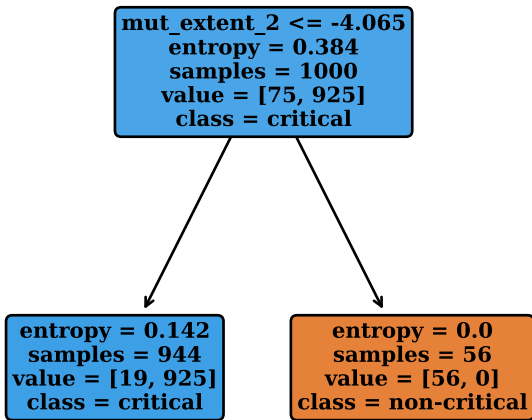 mut_extent_2 <= -4.065
entropy = 0.384
samples = 1000
value = [75, 925]
class = critical
entropy = 0.142
samples = 944
value = [19, 925]
class = critical
entropy = 0.0
samples = 56
value = [56, 0]
class = non-critical